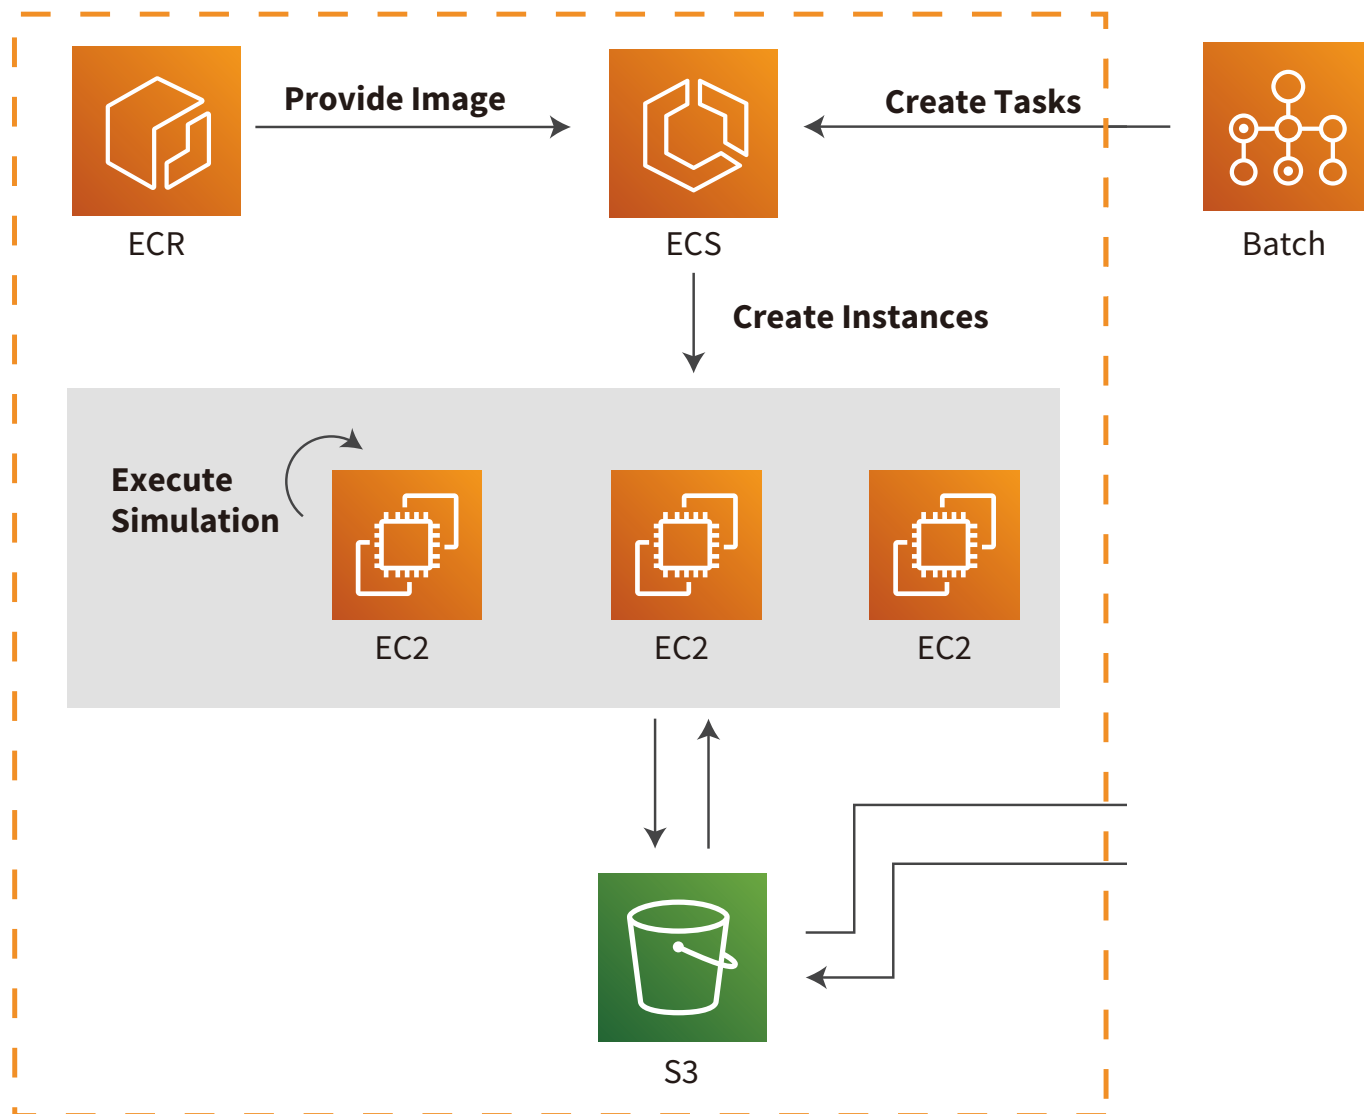 Provide Image
Create Tasks
ECR
ECS
Batch
Create Instances
Execute
Simulation
EC2
EC2
EC2
S3